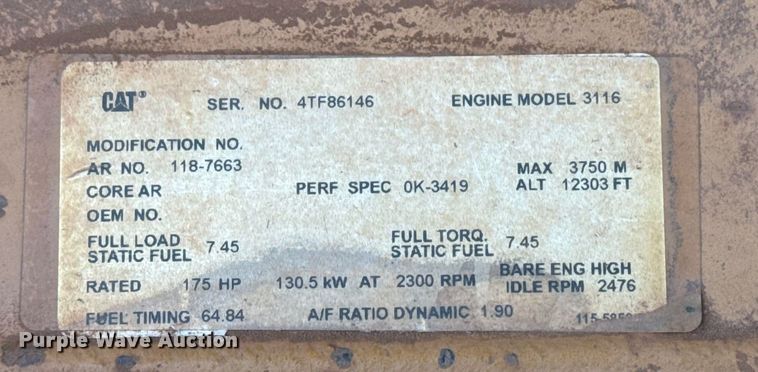 CAT® SER. NO. 4TF86146 ENGINE MODEL 3116
MODIFICATION NO.
AR NO. 118-7663 MAX 3750 M
CORE AR PERF SPEC 0K-3419 ALT 12303 FT
OEM NO.
FULL LOAD FULL TORQ.
STATIC FUEL 7.45 STATIC FUEL 7.45
RATED 175 HP 130.5 kW AT 2300 RPM BARE ENG HIGH
IDLE RPM 2476
FUEL TIMING 64.84 A/F RATIO DYNAMIC 1.90
Purple Wave Auction